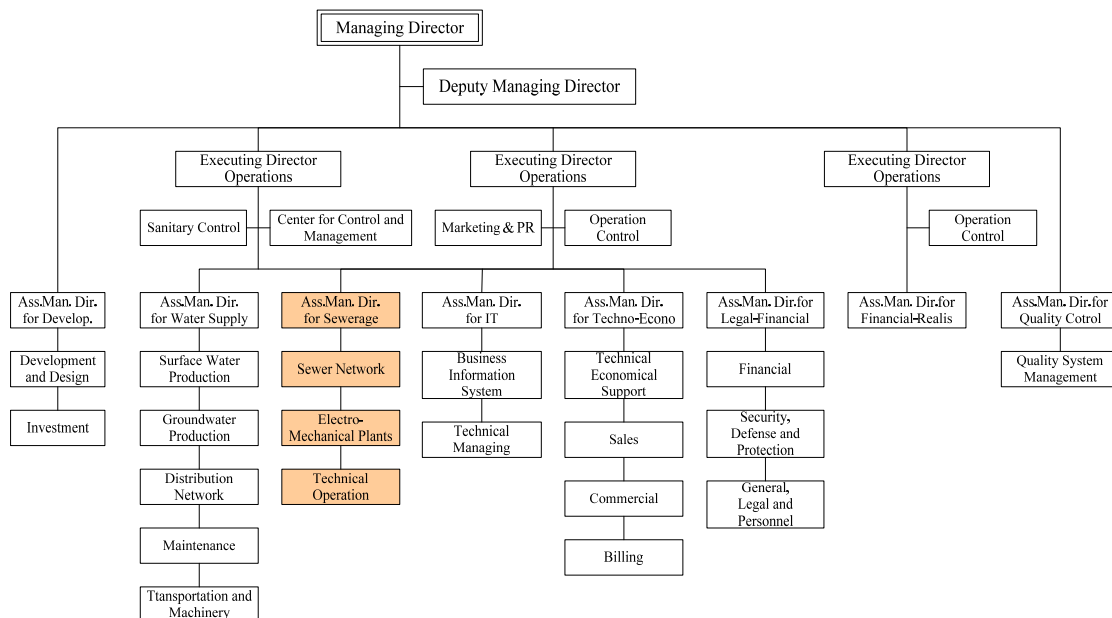 Managing Director
Deputy Managing Director
Executing Director
Operations
Executing Director
Operations
Executing Director
Operations
Sanitary Control
Center for Control and
Management
Marketing & PR
Operation
Control
Operation
Control
Ass.Man. Dir.
for Develop.
Ass.Man. Dir.
for Water Supply
Ass.Man. Dir.
for Sewerage
Ass.Man. Dir.
for IT
Ass.Man. Dir.
for Techno-Econo
Ass.Man. Dir.for
Legal-Financial
Ass.Man. Dir.for
Financial-Realis
Ass.Man. Dir.for
Quality Cotrol
Development
and Design
Investment
Surface Water
Production
Groundwater
Production
Distribution
Network
Maintenance
Ttansportation and
Machinery
Sewer Network
Electro-
Mechanical Plants
Technical
Operation
Business
Information
System
Technical
Managing
Technical
Economical
Support
Sales
Commercial
Billing
Financial
Security,
Defense and
Protection
General,
Legal and
Personnel
Quality System
Management